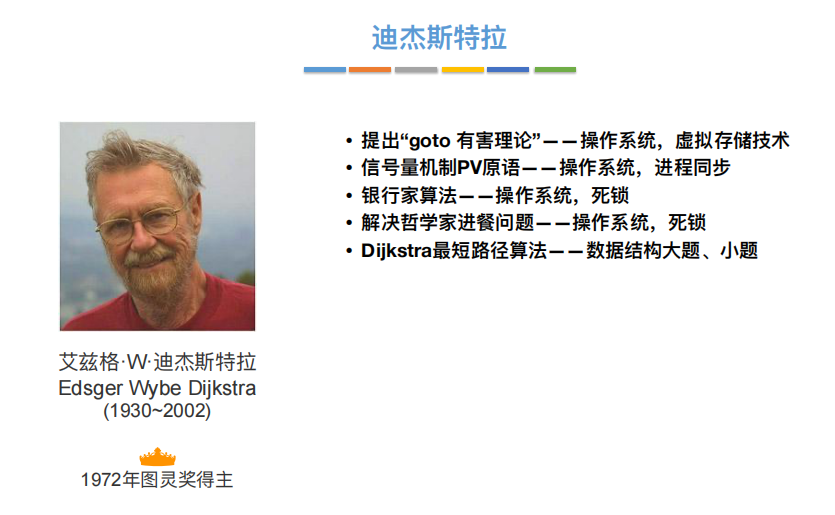 迪杰斯特拉
• 提出“goto 有害理论”——操作系统，虚拟存储技术
• 信号量机制PV原语——操作系统，进程同步
• 银行家算法——操作系统，死锁
• 解决哲学家进餐问题——操作系统，死锁
• Dijkstra最短路径算法——数据结构大题、小题
艾兹格·W·迪杰斯特拉
Edsger Wybe Dijkstra
(1930~2002)
1972年图灵奖得主